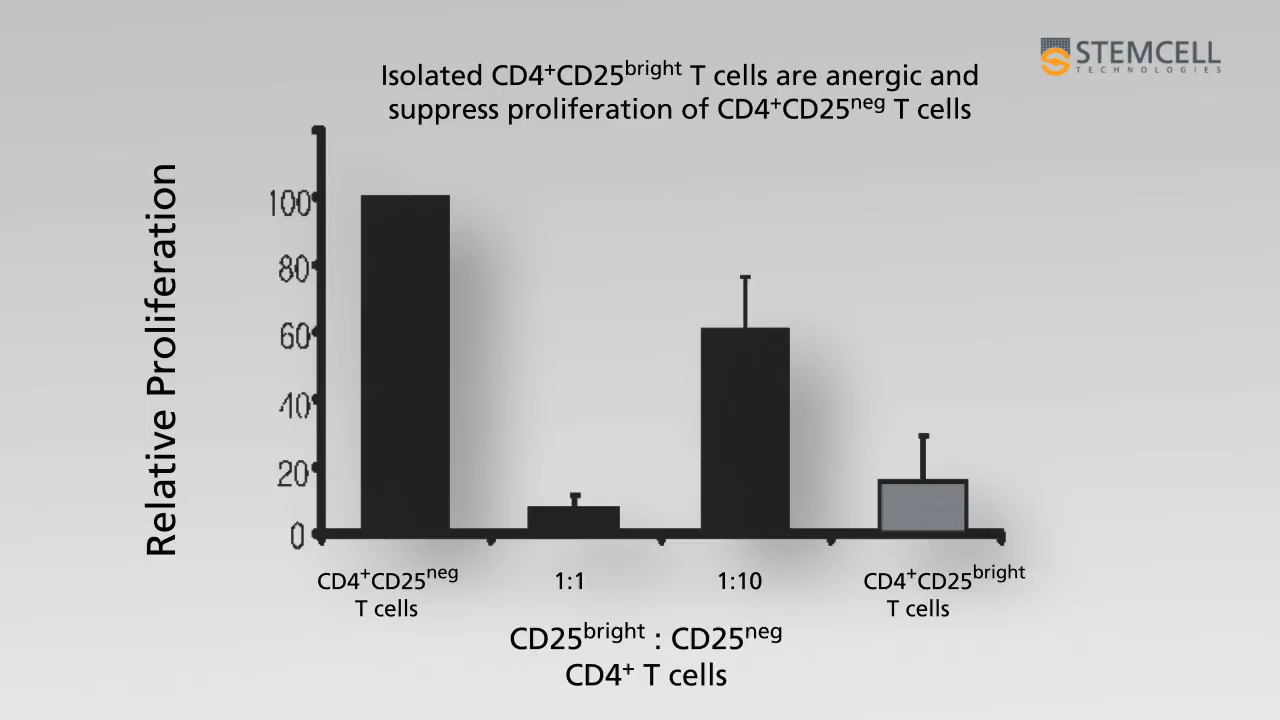 STEMCELL
TECHNOLOGIES
Isolated CD4⁺CD25ᵇʳⁱᵍʰᵗ T cells are anergic and
suppress proliferation of CD4⁺CD25ⁿᵉᵍ T cells
Relative Proliferation
100
80
60
40
20
0
CD4⁺CD25ⁿᵉᵍ
T cells
1:1
1:10
CD4⁺CD25ᵇʳⁱᵍʰᵗ
T cells
CD25ᵇʳⁱᵍʰᵗ : CD25ⁿᵉᵍ
CD4⁺ T cells